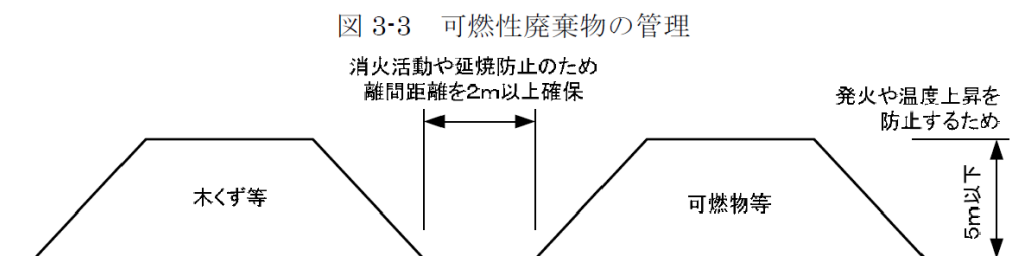 図 3-3　可燃性廃棄物の管理
消火活動や延焼防止のため
離間距離を2m以上確保
発火や温度上昇を
防止するため
木くず等
可燃物等
5m以下